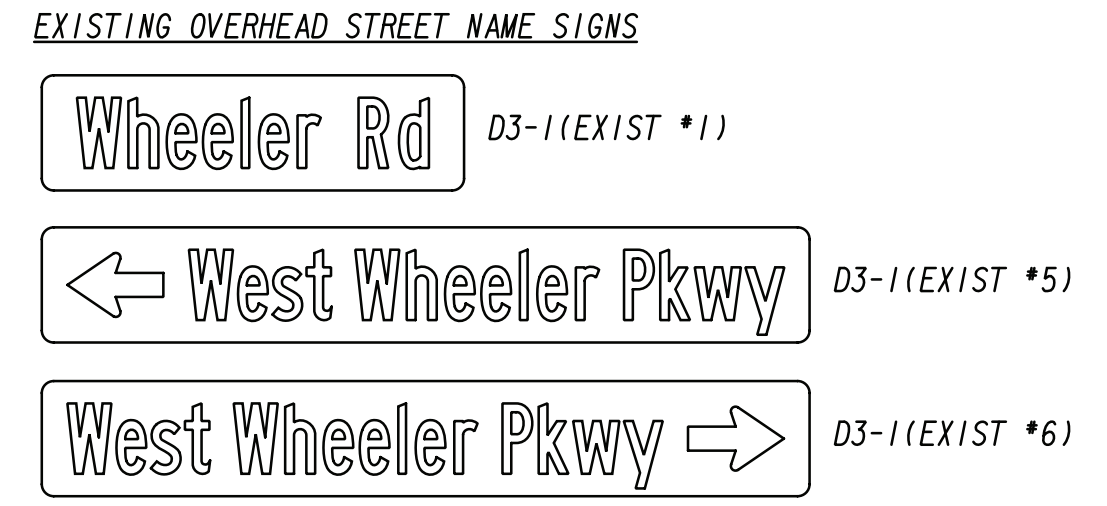 EXISTING OVERHEAD STREET NAME SIGNS
Wheeler Rd D3-1(EXIST #1)
← West Wheeler Pkwy D3-1(EXIST #5)
West Wheeler Pkwy → D3-1(EXIST #6)